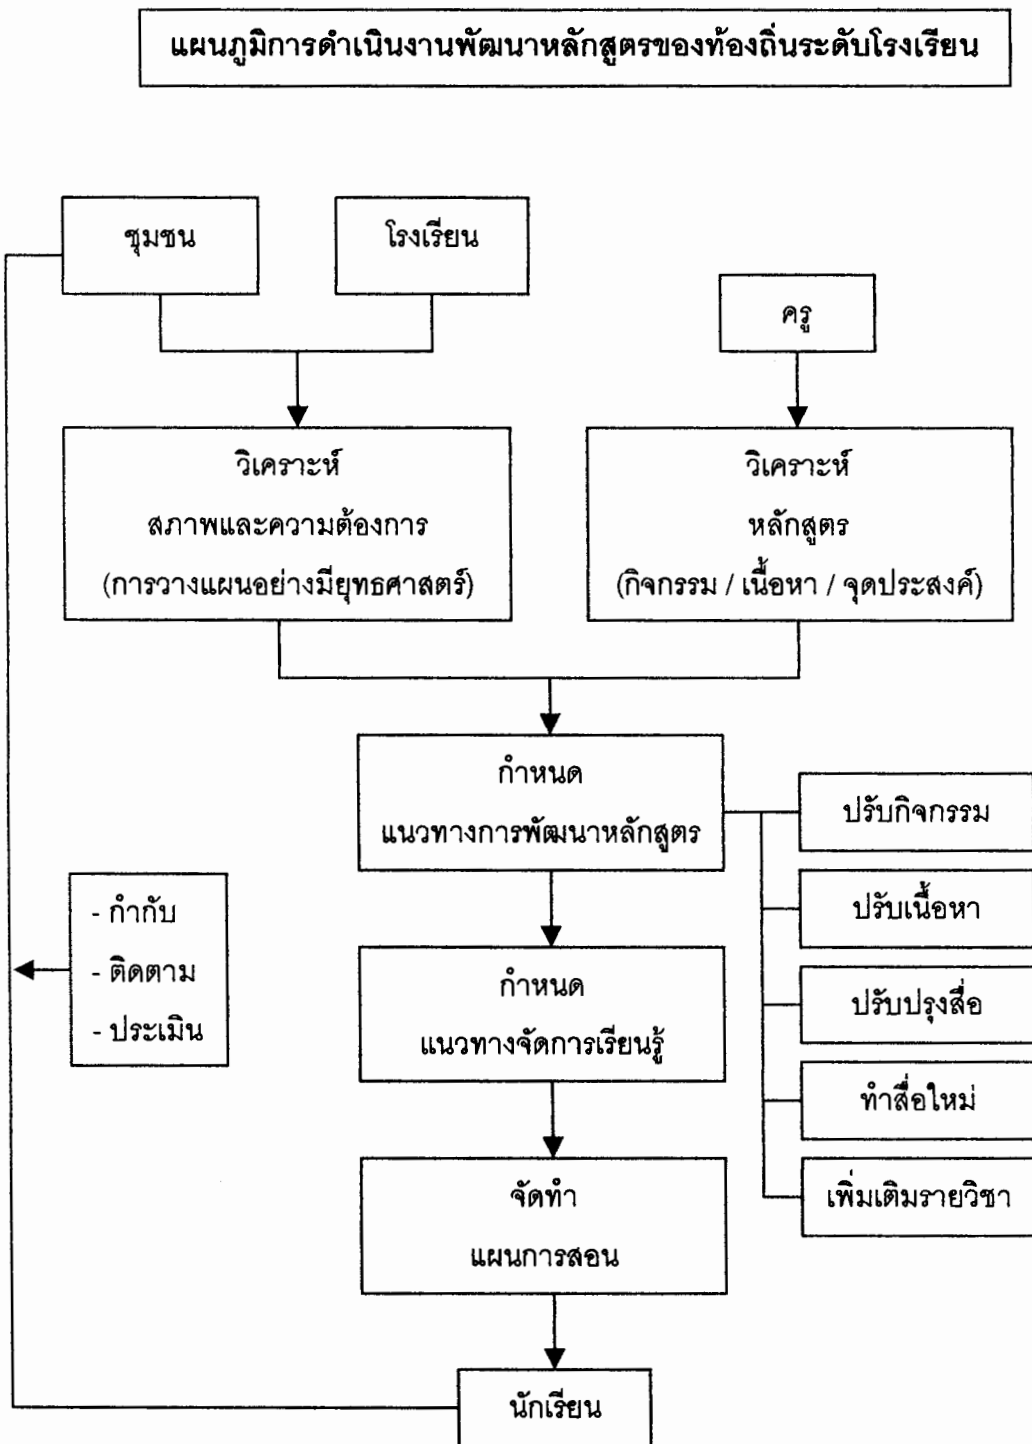 แผนภูมิการดำเนินงานพัฒนาหลักสูตรของท้องถิ่นระดับโรงเรียน
ชุมชน
โรงเรียน
ครู
วิเคราะห์
สภาพและความต้องการ
(การวางแผนอย่างมียุทธศาสตร์)
วิเคราะห์
หลักสูตร
(กิจกรรม / เนื้อหา / จุดประสงค์)
กำหนด
แนวทางการพัฒนาหลักสูตร
ปรับกิจกรรม
ปรับเนื้อหา
ปรับปรุงสื่อ
ทำสื่อใหม่
เพิ่มเติมรายวิชา
- กำกับ
- ติดตาม
- ประเมิน
กำหนด
แนวทางจัดการเรียนรู้
จัดทำ
แผนการสอน
นักเรียน